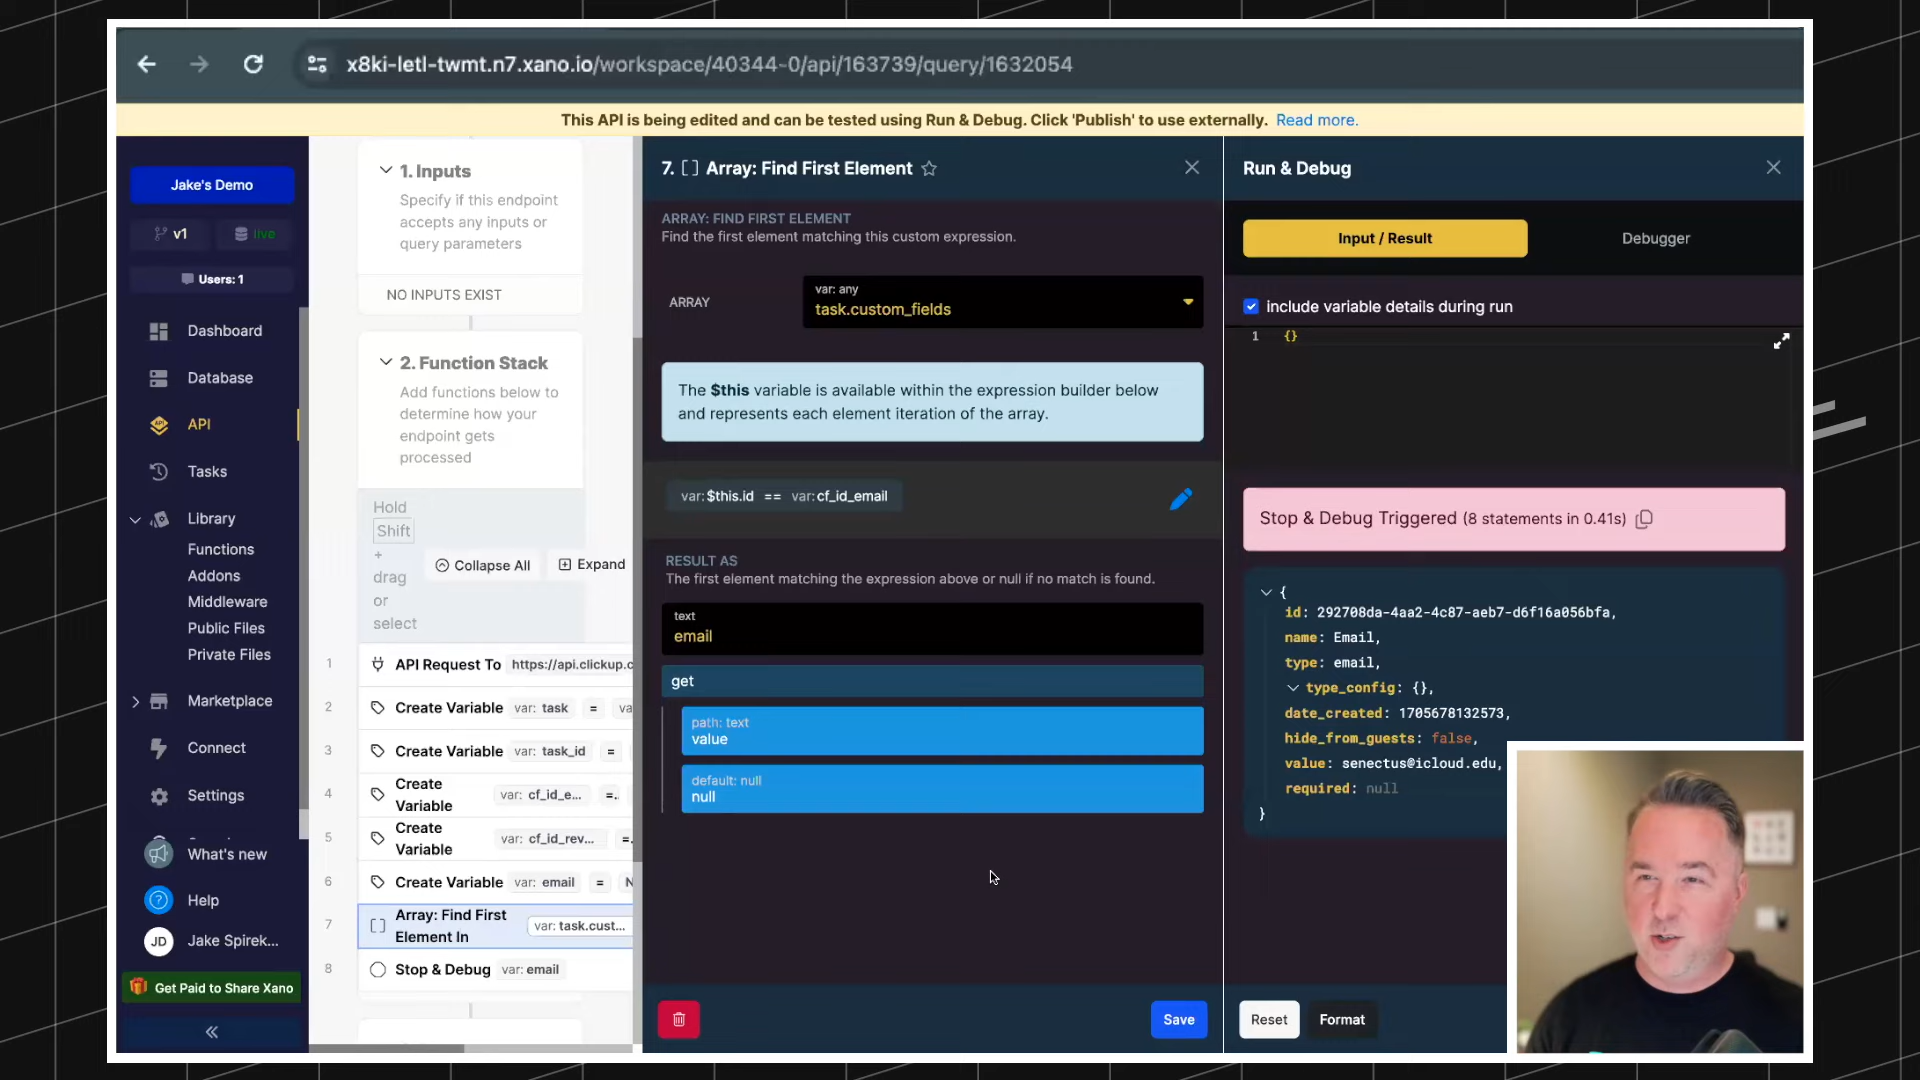 x8ki-letl-twmt.n7.xano.io/workspace/40344-0/api/163739/query/1632054
This API is being edited and can be tested using Run & Debug. Click 'Publish' to use externally. Read more.
Jake's Demo
v1
live
Users: 1
Dashboard
Database
API
Tasks
Library
Functions
Addons
Middleware
Public Files
Private Files
Marketplace
Connect
Settings
What's new
Help
JD
Jake Spirek...
Get Paid to Share Xano
1. Inputs
Specify if this endpoint
accepts any inputs or
query parameters
NO INPUTS EXIST
2. Function Stack
Add functions below to
determine how your
endpoint gets
processed
Hold
Shift
+
drag
or
select
Collapse All
Expand
1 API Request To https://api.clickup.c
2 Create Variable var: task = va
3 Create Variable var: task_id =
4 Create
Variable var: cf_id_e... =.
5 Create
Variable var: cf_id_rev... =.
6 Create Variable var: email = N
7 Array: Find First
Element In var: task.cust...
8 Stop & Debug var: email
7. [] Array: Find First Element
ARRAY: FIND FIRST ELEMENT
Find the first element matching this custom expression.
ARRAY
var: any
task.custom_fields
The $this variable is available within the expression builder below
and represents each element iteration of the array.
var: $this.id == var: cf_id_email
RESULT AS
The first element matching the expression above or null if no match is found.
text
email
get
path: text
value
default: null
null
Save
Run & Debug
Input / Result
Debugger
include variable details during run
1 {}
Stop & Debug Triggered (8 statements in 0.41s)
{
id: 292708da-4aa2-4c87-aeb7-d6f16a056bfa,
name: Email,
type: email,
type_config: {},
date_created: 1705678132573,
hide_from_guests: false,
value: senectus@icloud.edu,
required: null
}
Reset
Format